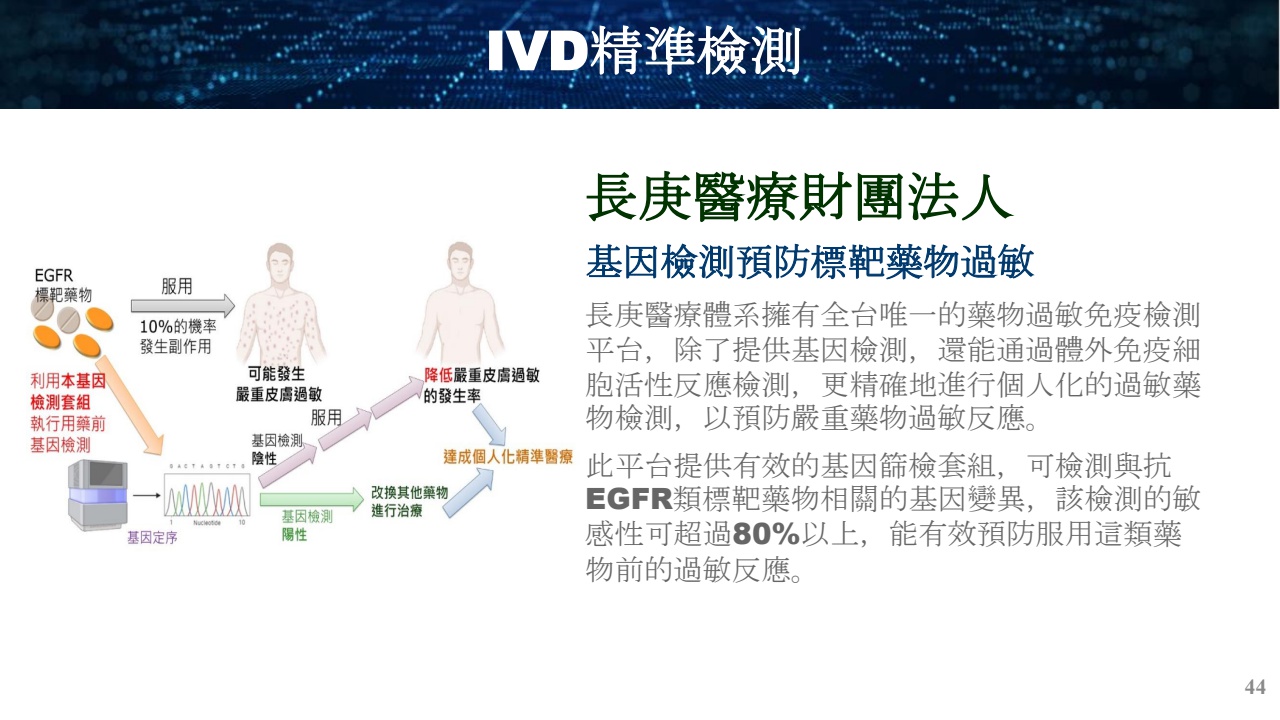 IVD精準檢測
長庚醫療財團法人
基因檢測預防標靶藥物過敏
長庚醫療體系擁有全台唯一的藥物過敏免疫檢測
平台，除了提供基因檢測，還能通過體外免疫細
胞活性反應檢測，更精確地進行個人化的過敏藥
物檢測，以預防嚴重藥物過敏反應。
此平台提供有效的基因篩檢套組，可檢測與抗
EGFR類標靶藥物相關的基因變異，該檢測的敏
感性可超過80%以上，能有效預防服用這類藥
物前的過敏反應。
EGFR
標靶藥物
服用
10%的機率
發生副作用
可能發生
嚴重皮膚過敏
利用本基因
檢測套組
執行用藥前
基因檢測
基因定序
G A C T A G T C T G
1 Nucleotide 10
基因檢測
陰性
服用
降低嚴重皮膚過敏
的發生率
基因檢測
陽性
改換其他藥物
進行治療
達成個人化精準醫療
44